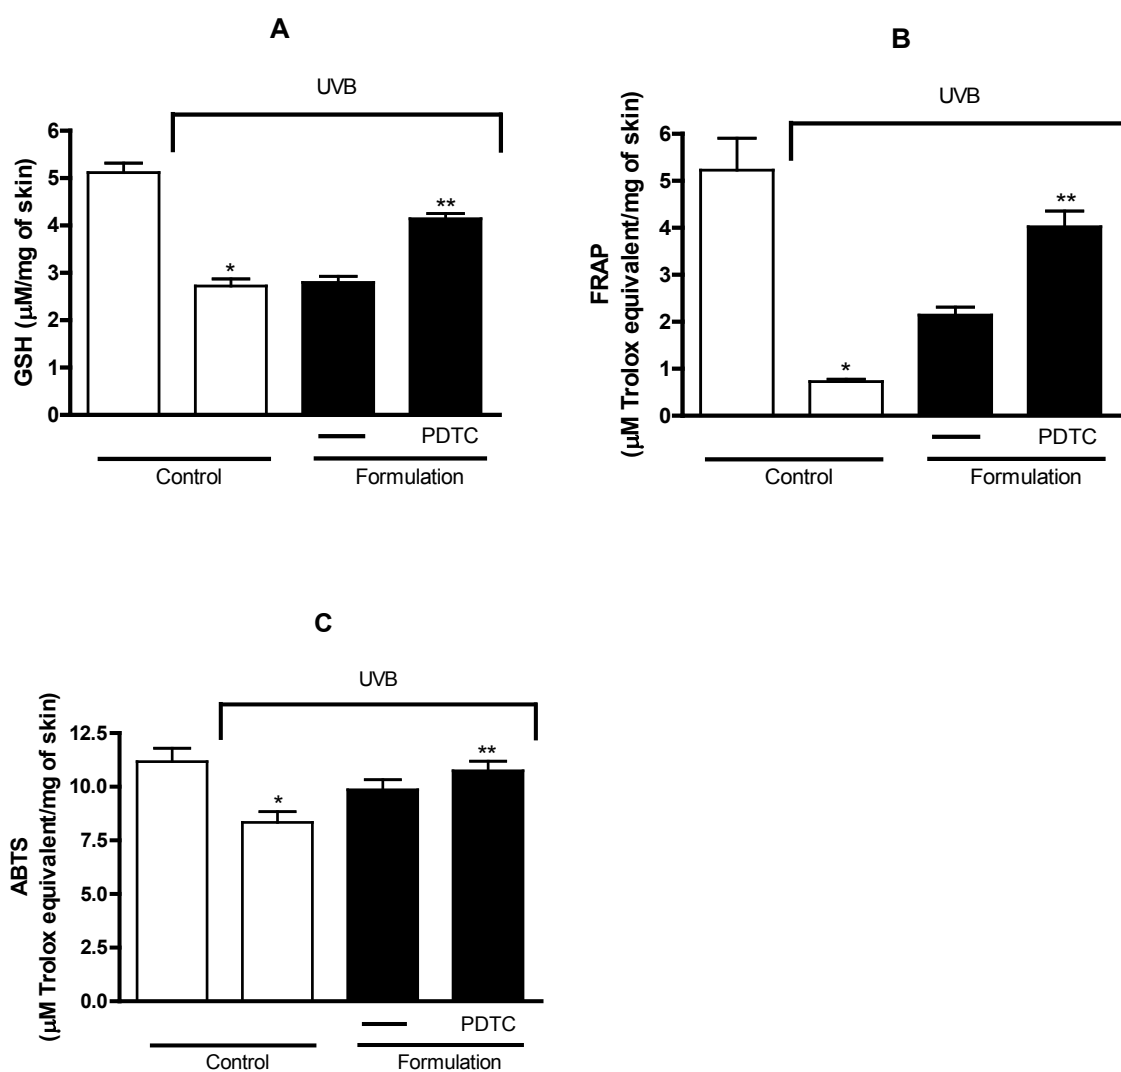 A
UVB
GSH (µM/mg of skin)
6
5
4
3
2
1
0
*
**
PDTC
Control
Formulation
B
UVB
FRAP
(µM Trolox equivalent/mg of skin)
6
5
4
3
2
1
0
*
**
PDTC
Control
Formulation
C
UVB
ABTS
(µM Trolox equivalent/mg of skin)
12.5
10.0
7.5
5.0
2.5
0.0
*
**
PDTC
Control
Formulation